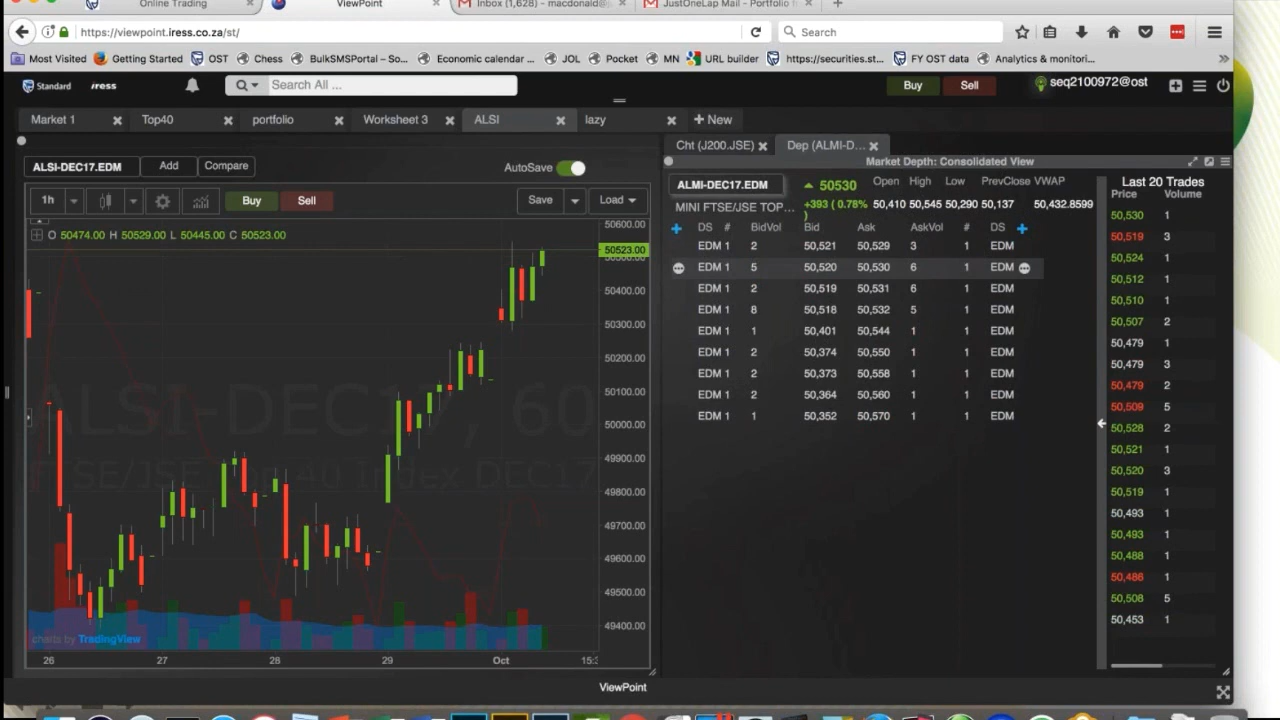 Online Trading
ViewPoint
Inbox (1,628) – macdonald@
JustOneLap Mail - Portfolio f
https://viewpoint.iress.co.za/st/
Search
Most Visited Getting Started OST Chess BulkSMSPortal – So... Economic calendar ... JOL Pocket MN URL builder https://securities.st... FY OST data Analytics & monitori...
Standard iress Search All ... Buy Sell seq2100972@ost
Market 1 Top40 portfolio Worksheet 3 ALSI lazy + New
Cht (J200.JSE) Dep (ALMI-D...
Market Depth: Consolidated View
ALSI-DEC17.EDM Add Compare AutoSave
1h Buy Sell Save Load
O 50474.00 H 50529.00 L 50445.00 C 50523.00
ALSI-DEC17, 60
FTSE/JSE Top 40 Index DEC17
50600.00
50523.00
50500.00
50400.00
50300.00
50200.00
50100.00
50000.00
49900.00
49800.00
49700.00
49600.00
49500.00
49400.00
charts by TradingView
26 27 28 29 Oct 15:3
ALMI-DEC17.EDM 50530 Open High Low PrevClose VWAP
+393 ( 0.78% ) 50,410 50,545 50,290 50,137 50,432.8599
MINI FTSE/JSE TOP...
DS # BidVol Bid Ask AskVol # DS
EDM 1 2 50,521 50,529 3 1 EDM
EDM 1 5 50,520 50,530 6 1 EDM
EDM 1 2 50,519 50,531 6 1 EDM
EDM 1 8 50,518 50,532 5 1 EDM
EDM 1 1 50,401 50,544 1 1 EDM
EDM 1 2 50,374 50,550 1 1 EDM
EDM 1 2 50,373 50,558 1 1 EDM
EDM 1 2 50,364 50,560 1 1 EDM
EDM 1 1 50,352 50,570 1 1 EDM
Last 20 Trades
Price Volume
50,530 1
50,519 3
50,524 1
50,512 1
50,510 1
50,507 2
50,479 1
50,479 3
50,479 2
50,509 5
50,528 2
50,521 1
50,520 3
50,519 1
50,493 1
50,493 1
50,488 1
50,486 1
50,508 5
50,453 1
ViewPoint